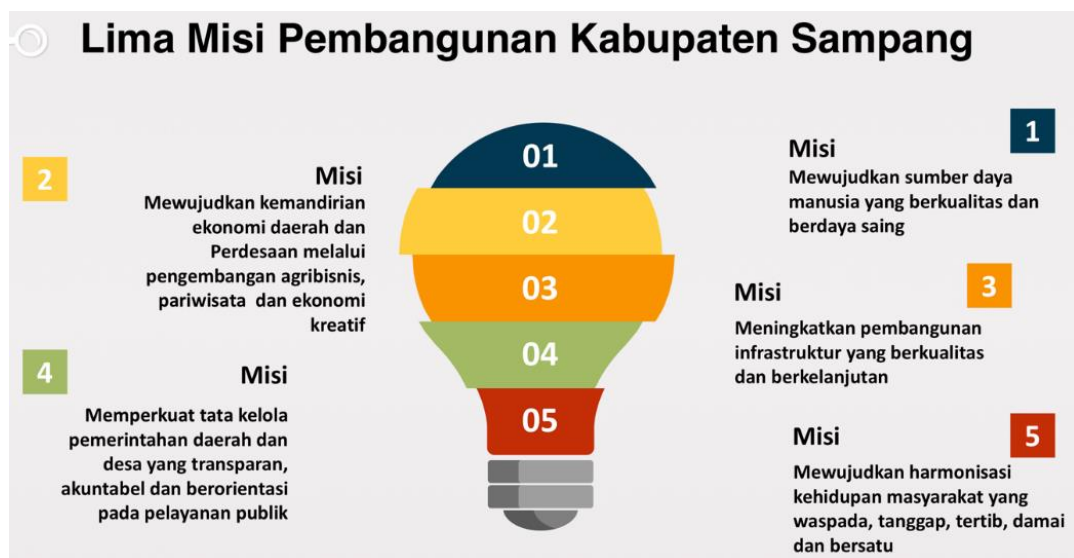 Lima Misi Pembangunan Kabupaten Sampang
01
02
03
04
05
1
Misi
Mewujudkan sumber daya
manusia yang berkualitas dan
berdaya saing
2
Misi
Mewujudkan kemandirian
ekonomi daerah dan
Perdesaan melalui
pengembangan agribisnis,
pariwisata dan ekonomi
kreatif
3
Misi
Meningkatkan pembangunan
infrastruktur yang berkualitas
dan berkelanjutan
4
Misi
Memperkuat tata kelola
pemerintahan daerah dan
desa yang transparan,
akuntabel dan berorientasi
pada pelayanan publik
5
Misi
Mewujudkan harmonisasi
kehidupan masyarakat yang
waspada, tanggap, tertib, damai
dan bersatu